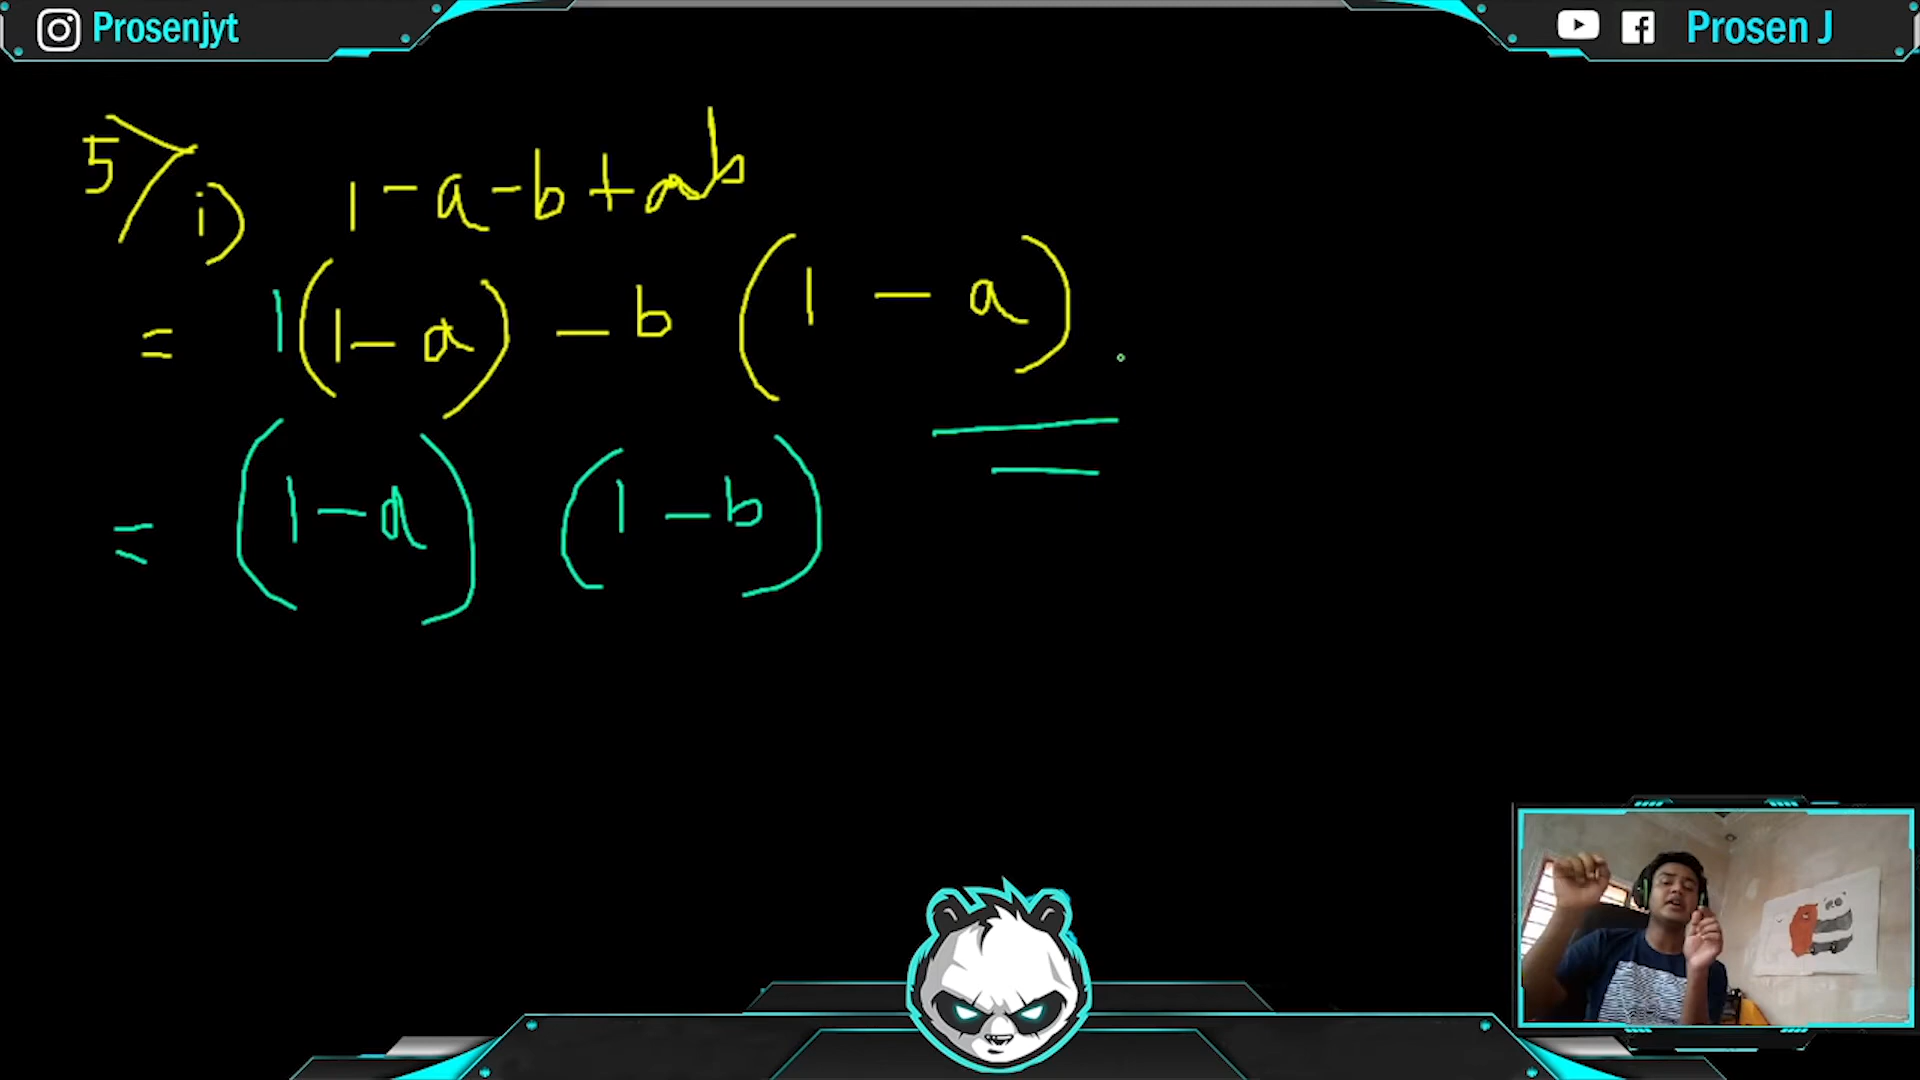 Prosenjyt
Prosen J
5/ i) 1-a-b+ab
= 1(1-a) - b (1 - a)
= (1-a) (1-b)